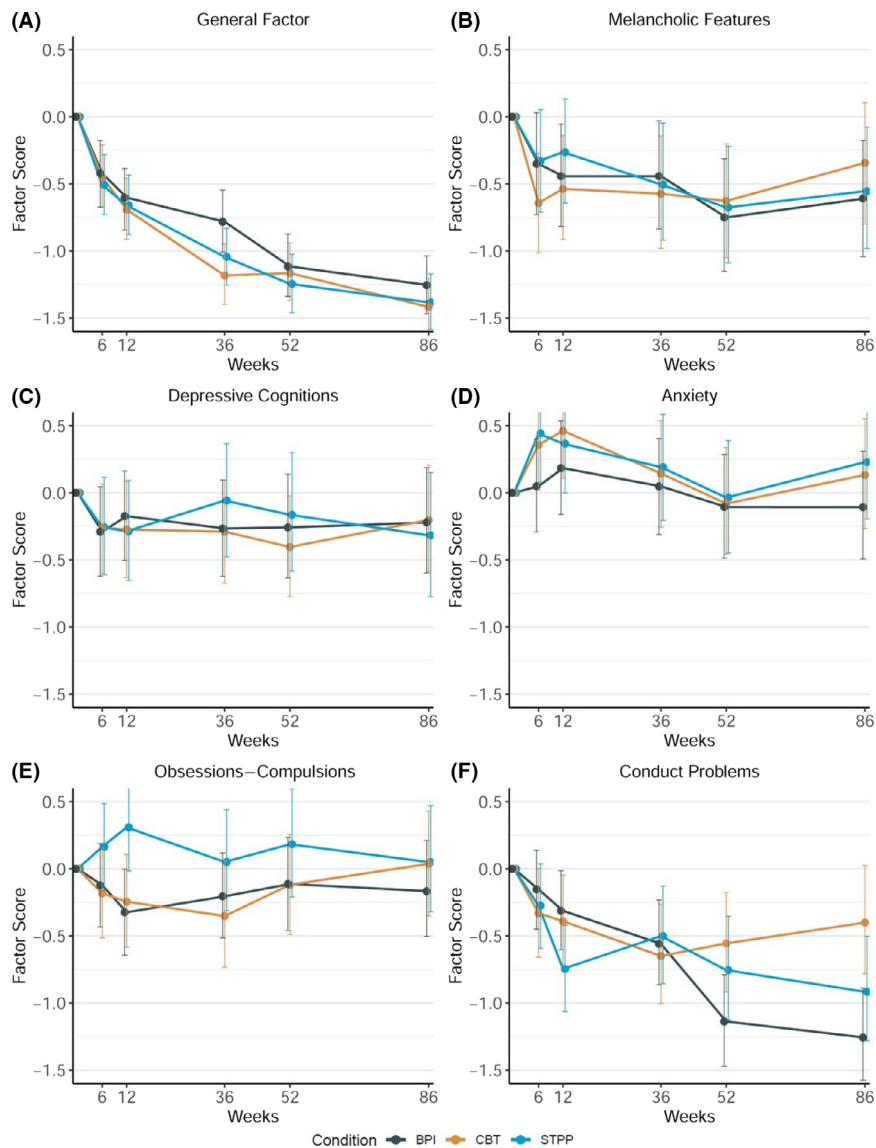 (A) General Factor
Factor Score
0.5
0.0
−0.5
−1.0
−1.5
6 12 36 52 86
Weeks
(B) Melancholic Features
Factor Score
0.5
0.0
−0.5
−1.0
−1.5
6 12 36 52 86
Weeks
(C) Depressive Cognitions
Factor Score
0.5
0.0
−0.5
−1.0
−1.5
6 12 36 52 86
Weeks
(D) Anxiety
Factor Score
0.5
0.0
−0.5
−1.0
−1.5
6 12 36 52 86
Weeks
(E) Obsessions−Compulsions
Factor Score
0.5
0.0
−0.5
−1.0
−1.5
6 12 36 52 86
Weeks
(F) Conduct Problems
Factor Score
0.5
0.0
−0.5
−1.0
−1.5
6 12 36 52 86
Weeks
Condition BPI CBT STPP